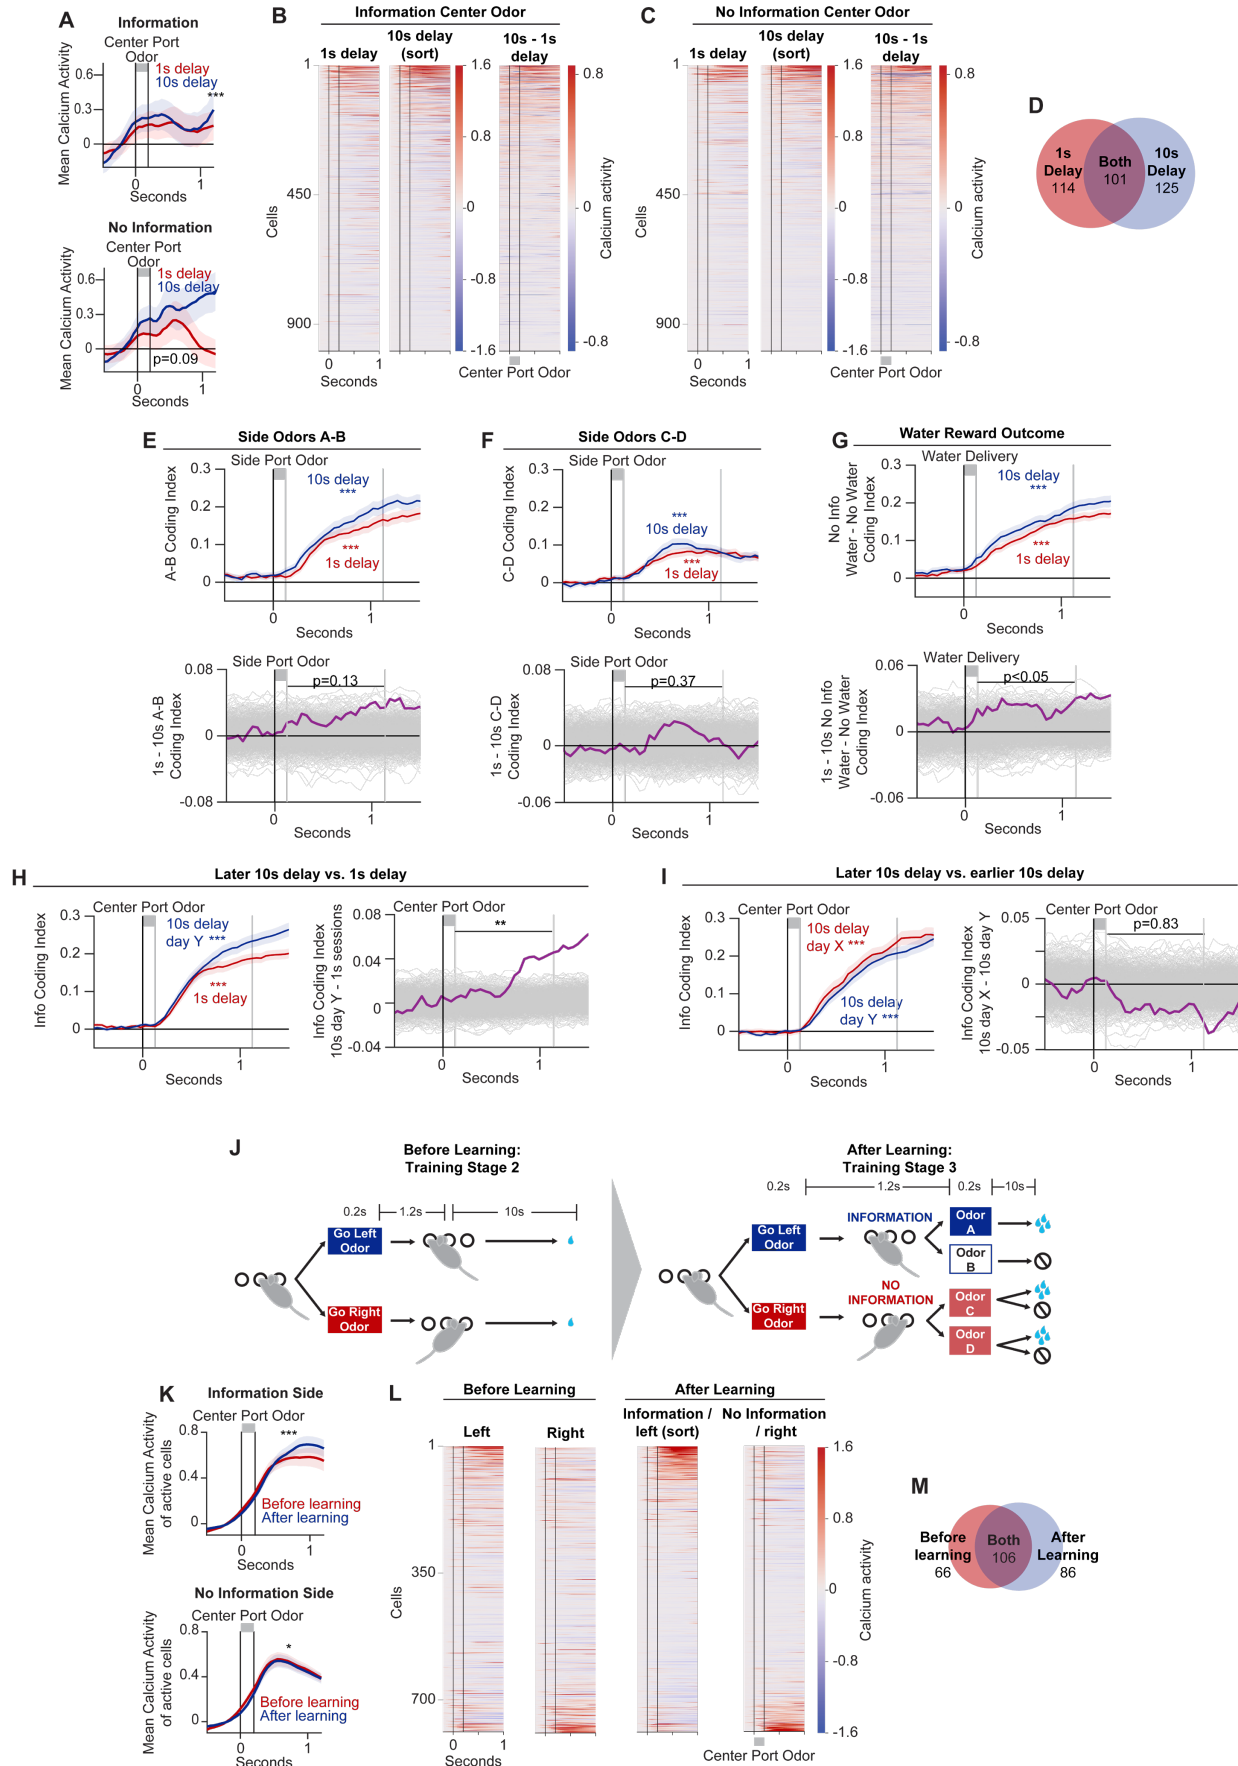 A
Information
Center Port
Odor
1s delay
10s delay
***
0.6
0.3
0
Mean Calcium Activity
0
1
Seconds
No Information
Center Port
Odor
1s delay
10s delay
0.6
0.3
0
Mean Calcium Activity
p=0.09
0
1
Seconds
B
Information Center Odor
1s delay
10s delay
(sort)
10s - 1s
delay
1
450
900
Cells
0
1
Seconds
1.6
0.8
0
-0.8
-1.6
0.8
0
-0.8
Calcium activity
Center Port Odor
C
No Information Center Odor
1s delay
10s delay
(sort)
10s - 1s
delay
1
450
900
Cells
0
1
Seconds
1.6
0.8
0
-0.8
-1.6
0.8
0
-0.8
Calcium activity
Center Port Odor
D
1s
Delay
114
Both
101
10s
Delay
125
E
Side Odors A-B
Side Port Odor
0.3
0.2
0.1
0
A-B Coding Index
10s delay
***
***
1s delay
0
1
Seconds
Side Port Odor
0.08
0
-0.08
1s - 10s A-B
Coding Index
p=0.13
0
1
Seconds
F
Side Odors C-D
Side Port Odor
0.3
0.2
0.1
0
C-D Coding Index
***
10s delay
***
1s delay
0
1
Seconds
Side Port Odor
0.08
0
-0.06
1s - 10s C-D
Coding Index
p=0.37
0
1
Seconds
G
Water Reward Outcome
Water Delivery
0.3
0.2
0.1
0
No Info
Water - No Water
Coding Index
10s delay
***
***
1s delay
0
1
Seconds
Water Delivery
0.06
0
-0.06
1s - 10s No Info
Water - No Water
Coding Index
p<0.05
0
1
Seconds
H
Later 10s delay vs. 1s delay
Center Port Odor
0.3
0.2
0.1
0
Info Coding Index
10s delay
day Y ***
***
1s delay
0
1
Seconds
Center Port Odor
0.08
0.04
0
-0.04
Info Coding Index
10s day Y - 1s sessions
**
0
1
Seconds
I
Later 10s delay vs. earlier 10s delay
Center Port Odor
0.3
0.2
0.1
0
Info Coding Index
10s delay
day X ***
10s delay
day Y ***
0
1
Seconds
Center Port Odor
0.05
0
-0.05
Info Coding Index
10s day X - 10s day Y
p=0.83
0
1
Seconds
J
Before Learning:
Training Stage 2
0.2s
1.2s
10s
Go Left
Odor
Go Right
Odor
After Learning:
Training Stage 3
0.2s
1.2s
0.2s
10s
Go Left
Odor
INFORMATION
Odor
A
Odor
B
Go Right
Odor
NO
INFORMATION
Odor
C
Odor
D
K
Information Side
Center Port Odor
0.8
0.4
0
Mean Calcium Activity
of active cells
***
Before learning
After learning
0
1
Seconds
No Information Side
Center Port Odor
0.8
0.4
0
Mean Calcium Activity
of active cells
*
Before learning
After learning
0
1
Seconds
L
Before Learning
After Learning
Left
Right
Information /
left (sort)
No Information
/ right
1
350
700
Cells
0
1
Seconds
1.6
0.8
0
-0.8
-1.6
Calcium activity
Center Port Odor
M
Before
learning
66
Both
106
After
Learning
86